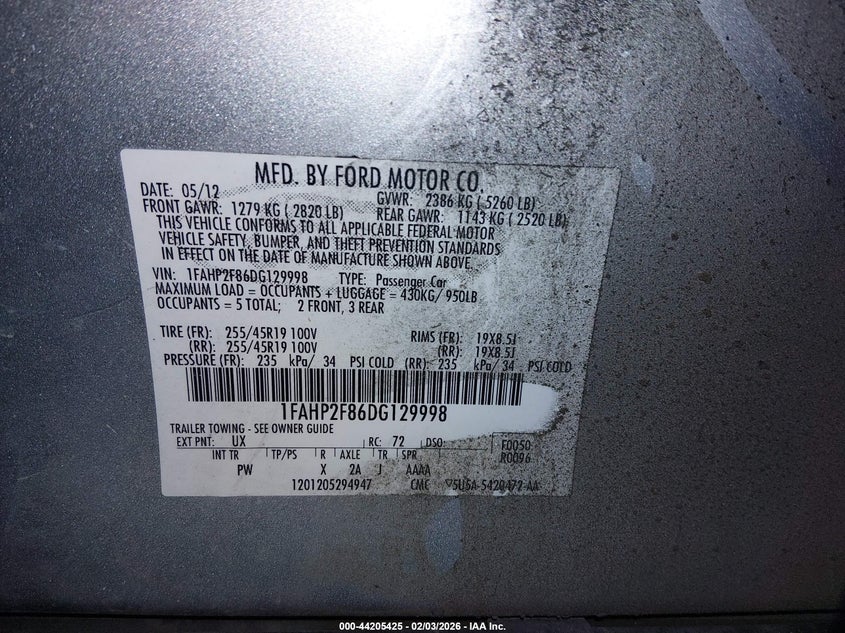 MFD. BY FORD MOTOR CO.
DATE: 05/12 GVWR: 2386 KG ( 5260 LB)
FRONT GAWR: 1279 KG ( 2820 LB) REAR GAWR: 1143 KG ( 2520 LB)
THIS VEHICLE CONFORMS TO ALL APPLICABLE FEDERAL MOTOR
VEHICLE SAFETY, BUMPER, AND THEFT PREVENTION STANDARDS
IN EFFECT ON THE DATE OF MANUFACTURE SHOWN ABOVE.
VIN: 1FAHP2F86DG129998 TYPE: Passenger Car
MAXIMUM LOAD = OCCUPANTS + LUGGAGE = 430KG/ 950LB
OCCUPANTS = 5 TOTAL; 2 FRONT, 3 REAR
TIRE (FR): 255/45R19 100V RIMS (FR): 19X8.5J
(RR): 255/45R19 100V (RR): 19X8.5J
PRESSURE (FR): 235 kPa/ 34 PSI COLD (RR): 235 kPa/ 34 PSI COLD
1FAHP2F86DG129998
TRAILER TOWING - SEE OWNER GUIDE
EXT PNT: UX RC: 72 DSO: F0050
INT TR TP/PS R AXLE TR SPR R0096
PW X 2A J AAAA
1201205294947 CMC 5U5A-5420472-AA
000-44205425 - 02/03/2026 - IAA Inc.